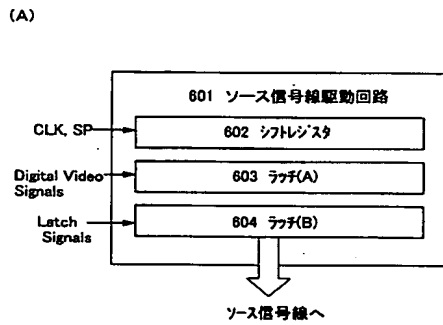 (A)
601 ソース信号線駆動回路
CLK, SP
602 シフトレジスタ
Digital Video
Signals
603 ラッチ(A)
Latch
Signals
604 ラッチ(B)
ソース信号線へ